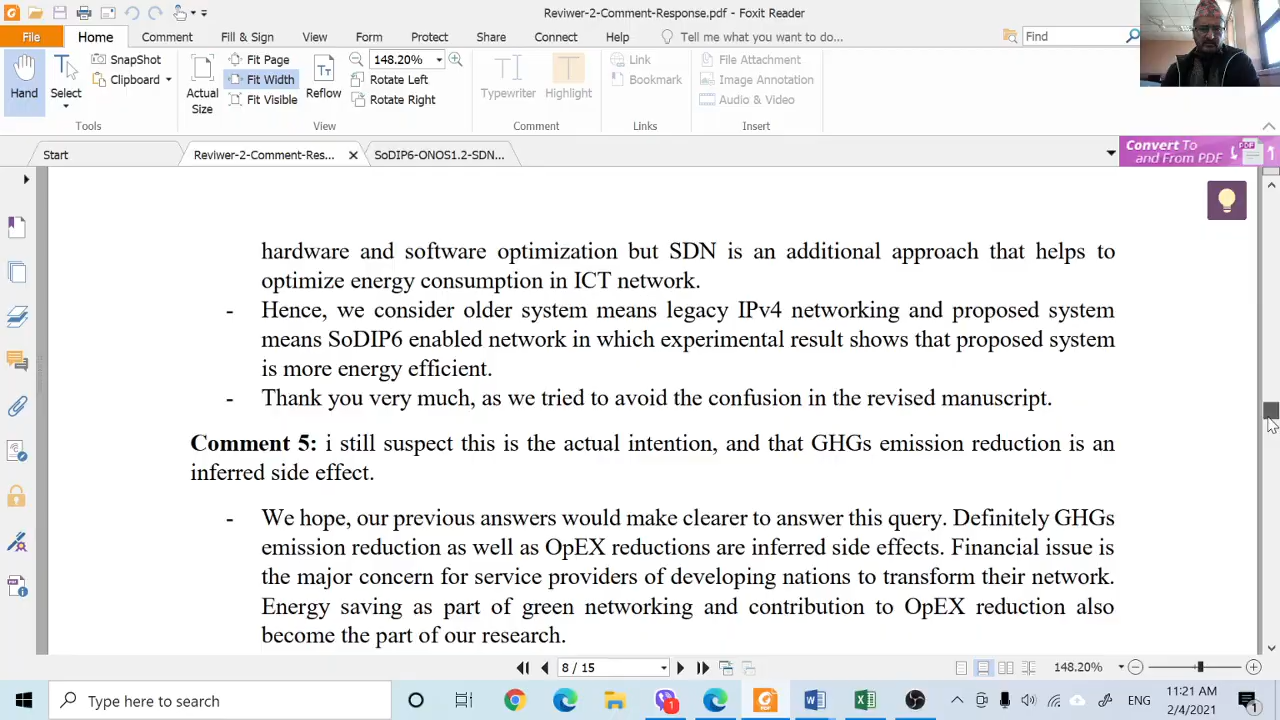 Reviwer-2-Comment-Response.pdf - Foxit Reader
File
Home
Comment
Fill & Sign
View
Form
Protect
Share
Connect
Help
Tell me what you want to do...
Find
Hand
Select
SnapShot
Clipboard
Tools
Actual
Size
Fit Page
Fit Width
Fit Visible
Reflow
148.20%
Rotate Left
Rotate Right
View
Typewriter
Highlight
Comment
Link
Bookmark
Links
File Attachment
Image Annotation
Audio & Video
Insert
Start
Reviwer-2-Comment-Res...
SoDIP6-ONOS1.2-SDN...
Convert To
and From PDF
hardware and software optimization but SDN is an additional approach that helps to
optimize energy consumption in ICT network.
- Hence, we consider older system means legacy IPv4 networking and proposed system
means SoDIP6 enabled network in which experimental result shows that proposed system
is more energy efficient.
- Thank you very much, as we tried to avoid the confusion in the revised manuscript.
Comment 5: i still suspect this is the actual intention, and that GHGs emission reduction is an
inferred side effect.
- We hope, our previous answers would make clearer to answer this query. Definitely GHGs
emission reduction as well as OpEX reductions are inferred side effects. Financial issue is
the major concern for service providers of developing nations to transform their network.
Energy saving as part of green networking and contribution to OpEX reduction also
become the part of our research.
8 / 15
148.20%
Type here to search
ENG
11:21 AM
2/4/2021